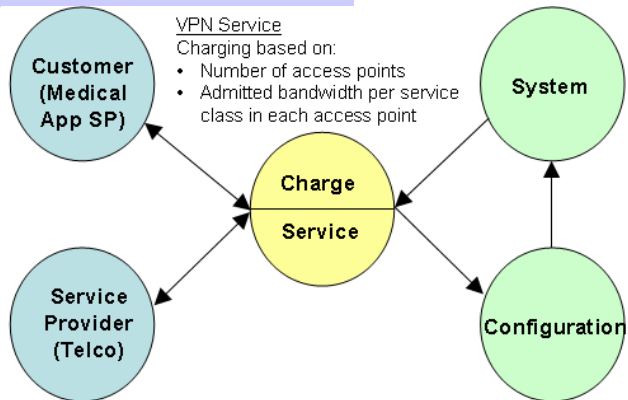 VPN Service
Charging based on:
• Number of access points
• Admitted bandwidth per service
class in each access point
Customer
(Medical
App SP)
System
Charge
Service
Service
Provider
(Telco)
Configuration